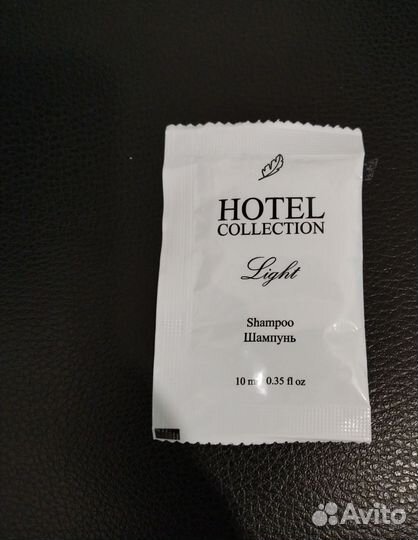 HOTEL
COLLECTION
Light
Shampoo
Шампунь
10 m 0.35 fl oz
Avito